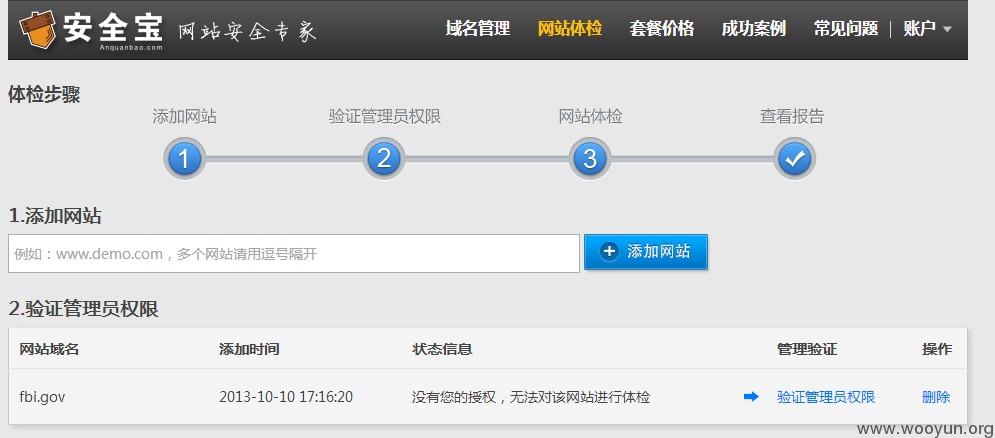 安全宝 网站安全专家
Anquanbao.com
域名管理 网站体检 套餐价格 成功案例 常见问题 | 账户
体检步骤
添加网站 验证管理员权限 网站体检 查看报告
1 2 3
1.添加网站
例如：www.demo.com，多个网站请用逗号隔开 添加网站
2.验证管理员权限
网站域名 添加时间 状态信息 管理验证 操作
fbi.gov 2013-10-10 17:16:20 没有您的授权，无法对该网站进行体检 验证管理员权限 删除
www.wooyun.org